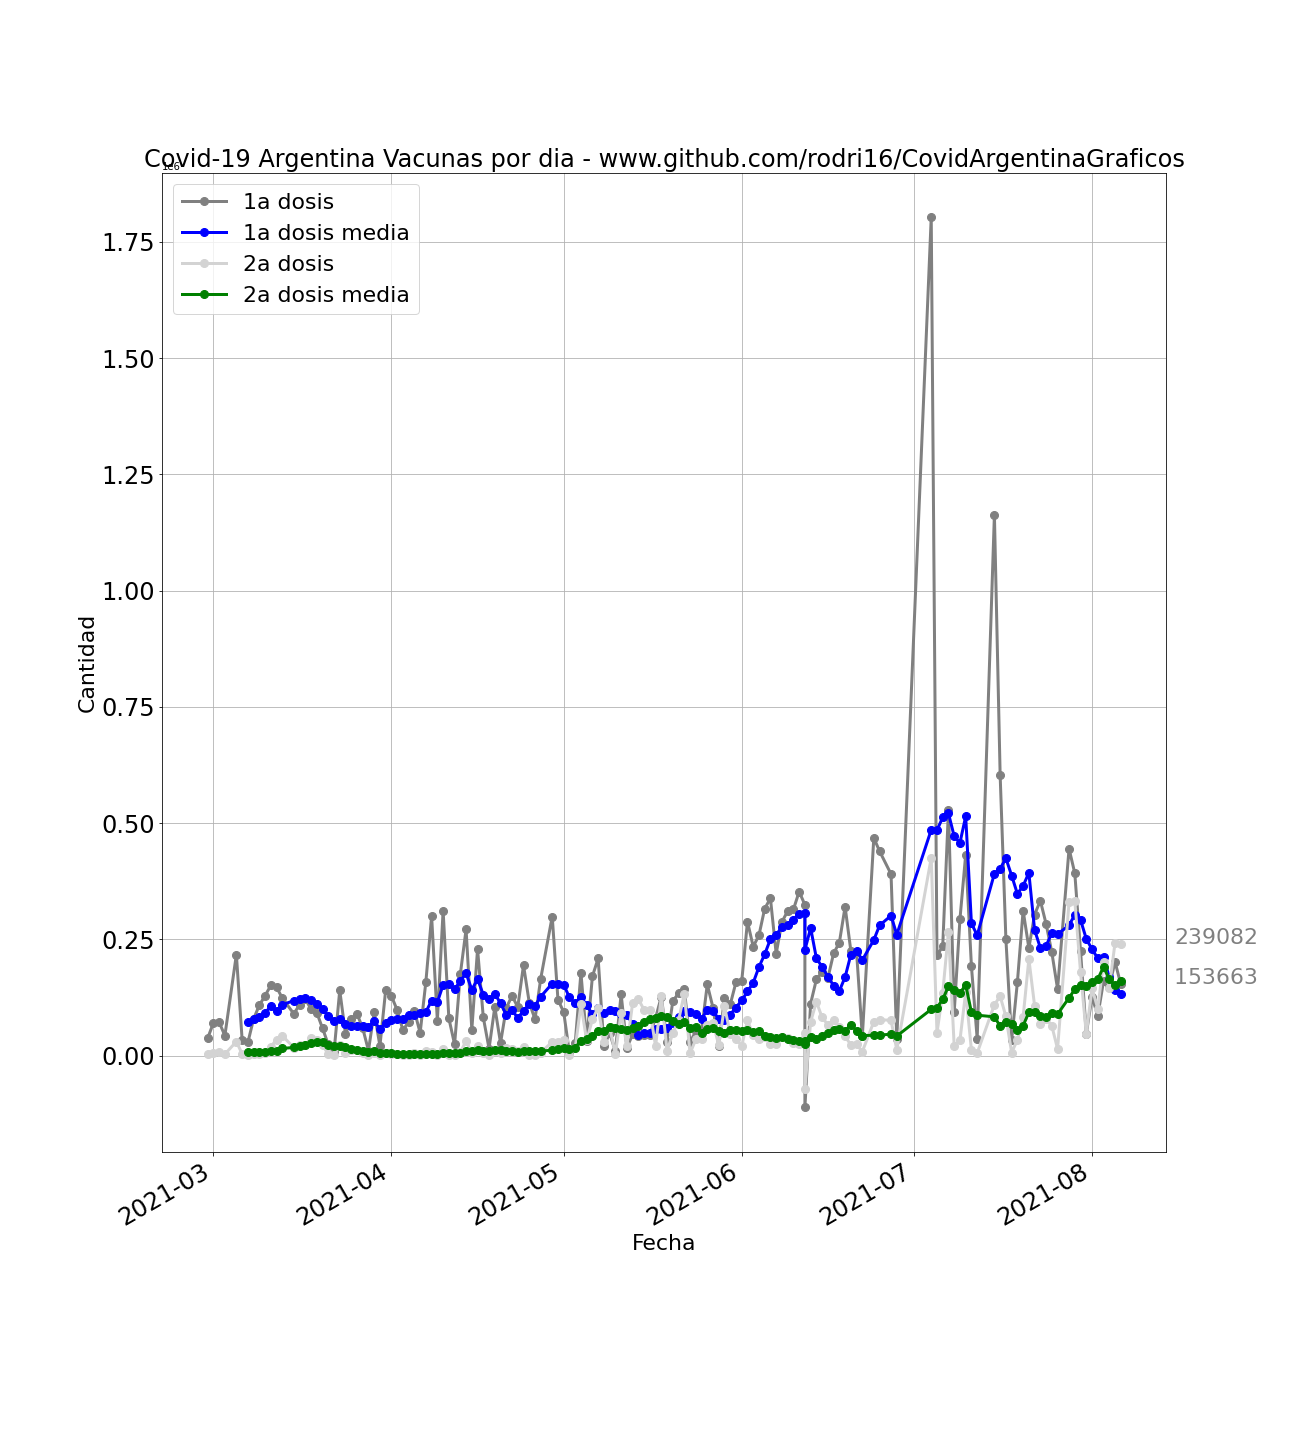 Covid-19 Argentina Vacunas por dia - www.github.com/rodri16/CovidArgentinaGraficos
1e6
1a dosis
1a dosis media
2a dosis
2a dosis media
1.75
1.50
1.25
1.00
0.75
0.50
0.25
0.00
Cantidad
239082
153663
2021-03
2021-04
2021-05
2021-06
2021-07
2021-08
Fecha